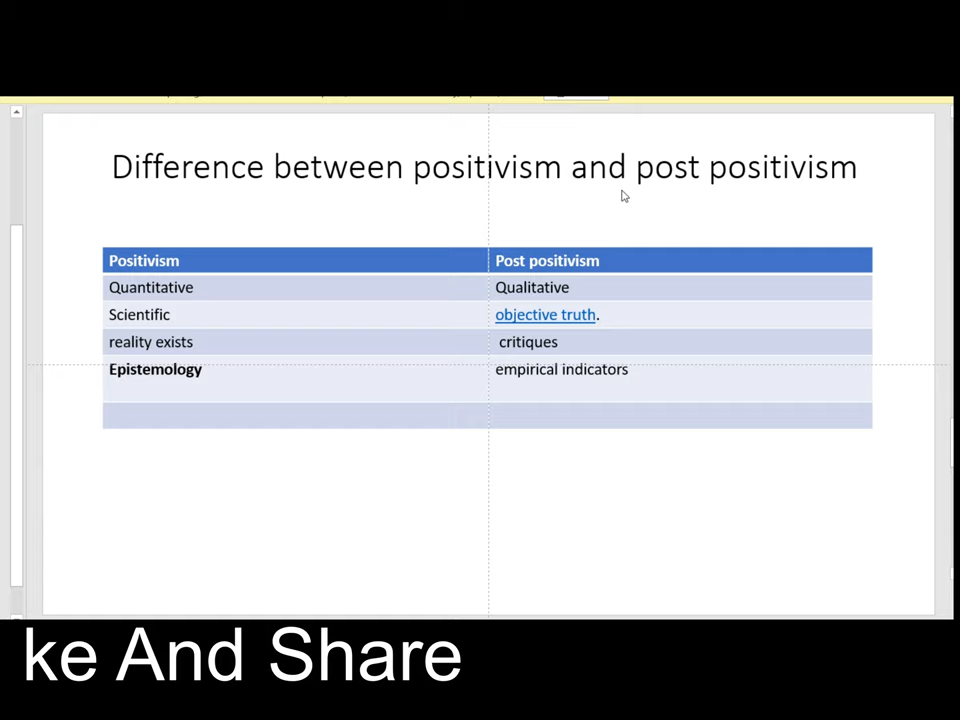 Difference between positivism and post positivism
Positivism Post positivism
Quantitative Qualitative
Scientific objective truth.
reality exists critiques
Epistemology empirical indicators
ke And Share